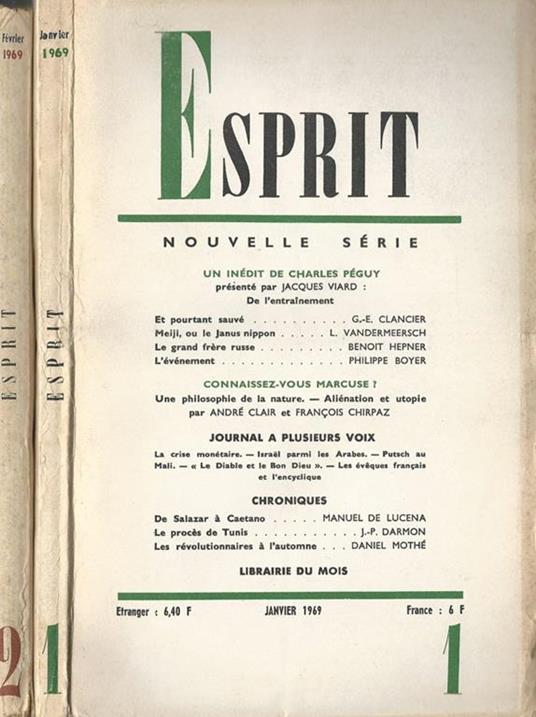 Février
1969
ESPRIT
2
Janvier
1969
ESPRIT
1
ESPRIT
NOUVELLE SÉRIE
UN INÉDIT DE CHARLES PÉGUY
présenté par JACQUES VIARD :
De l'entraînement
Et pourtant sauvé . . . . . . . . . . G.-E. CLANCIER
Meiji, ou le Janus nippon . . . . . L. VANDERMEERSCH
Le grand frère russe . . . . . . . . . BENOIT HEPNER
L'événement . . . . . . . . . . . . . PHILIPPE BOYER
CONNAISSEZ-VOUS MARCUSE ?
Une philosophie de la nature. — Aliénation et utopie
par ANDRÉ CLAIR et FRANÇOIS CHIRPAZ
JOURNAL A PLUSIEURS VOIX
La crise monétaire. — Israël parmi les Arabes. — Putsch au
Mali. — « Le Diable et le Bon Dieu ». — Les évêques français
et l'encyclique
CHRONIQUES
De Salazar à Caetano . . . . . MANUEL DE LUCENA
Le procès de Tunis . . . . . . . . . . . J.-P. DARMON
Les révolutionnaires à l'automne . . . DANIEL MOTHÉ
LIBRAIRIE DU MOIS
Etranger : 6,40 F JANVIER 1969 France : 6 F
1